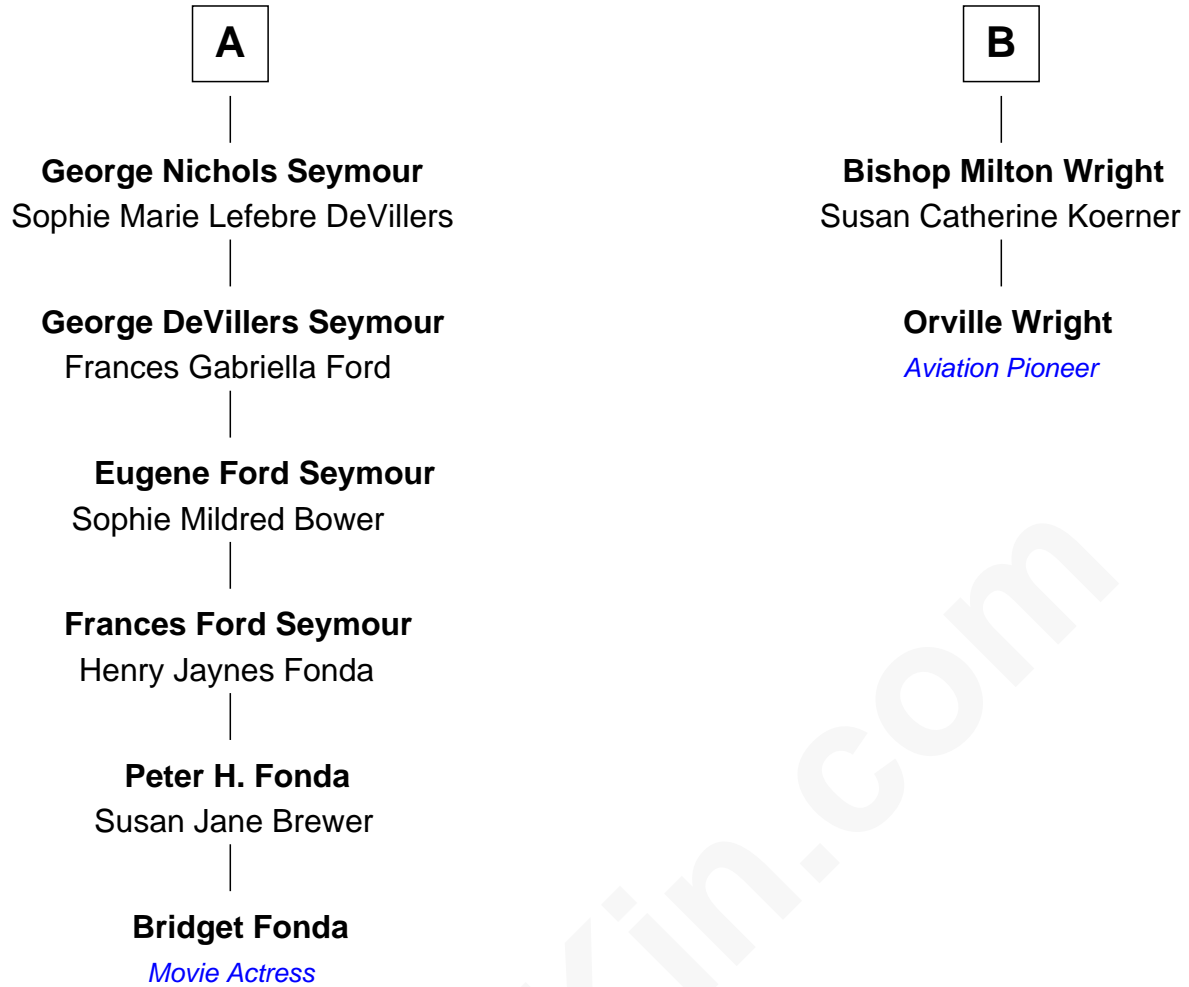 A
George Nichols Seymour
Sophie Marie Lefebre DeVillers
George DeVillers Seymour
Frances Gabriella Ford
Eugene Ford Seymour
Sophie Mildred Bower
Frances Ford Seymour
Henry Jaynes Fonda
Peter H. Fonda
Susan Jane Brewer
Bridget Fonda
Movie Actress
B
Bishop Milton Wright
Susan Catherine Koerner
Orville Wright
Aviation Pioneer
Kin.com